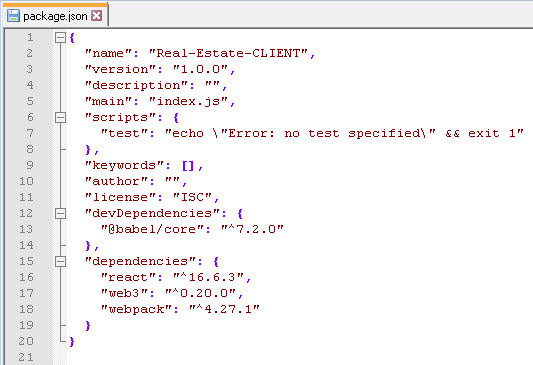 package.json
1 {
2 "name": "Real-Estate-CLIENT",
3 "version": "1.0.0",
4 "description": "",
5 "main": "index.js",
6 "scripts": {
7 "test": "echo \"Error: no test specified\" && exit 1"
8 },
9 "keywords": [],
10 "author": "",
11 "license": "ISC",
12 "devDependencies": {
13 "@babel/core": "^7.2.0"
14 },
15 "dependencies": {
16 "react": "^16.6.3",
17 "web3": "^0.20.0",
18 "webpack": "^4.27.1"
19 }
20 }
21